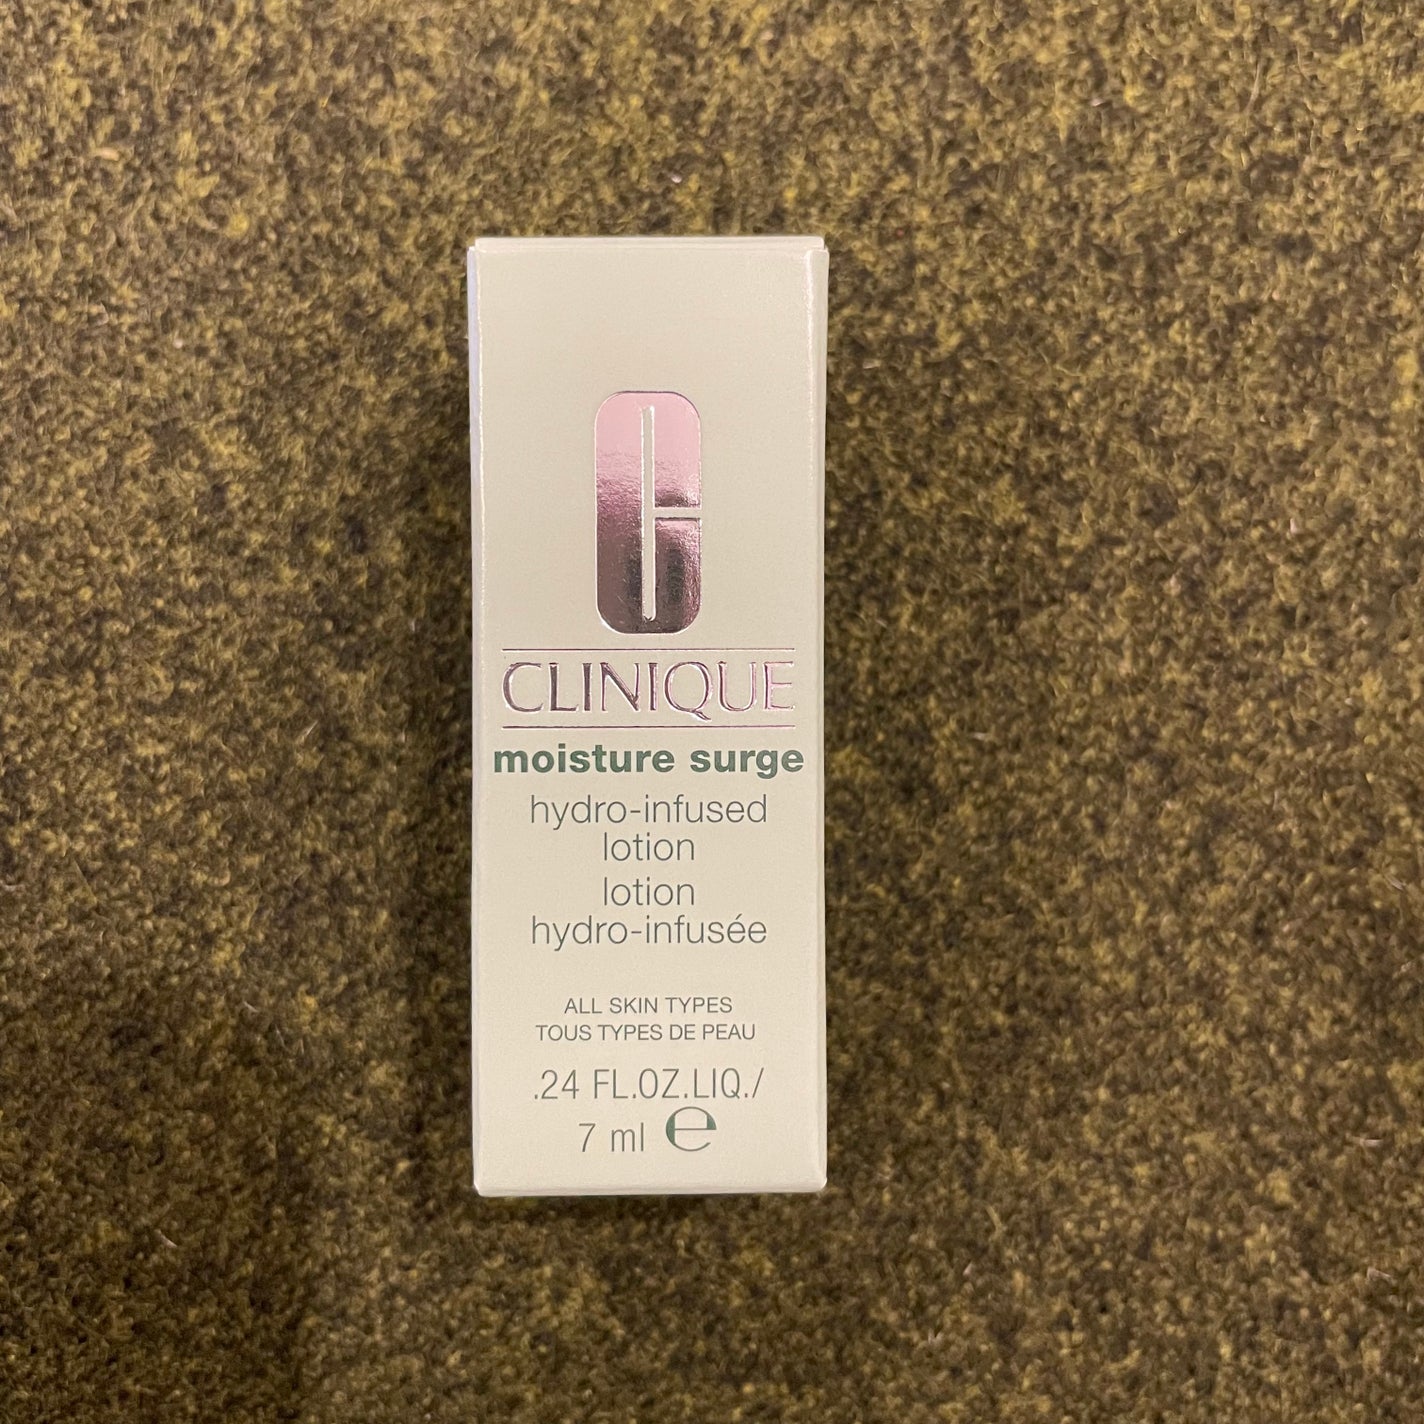 CLINIQUE
moisture surge
hydro-infused
lotion
lotion
hydro-infusée
ALL SKIN TYPES
TOUS TYPES DE PEAU
.24 FL.OZ.LIQ./
7 ml ℮